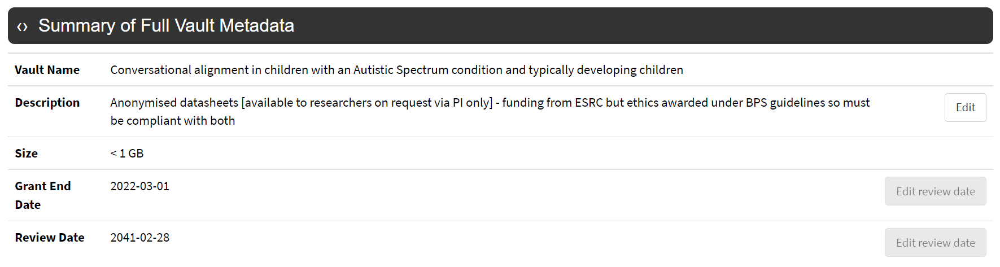 ‹› Summary of Full Vault Metadata
Vault Name Conversational alignment in children with an Autistic Spectrum condition and typically developing children
Description Anonymised datasheets [available to researchers on request via PI only] - funding from ESRC but ethics awarded under BPS guidelines so must
be compliant with both
Edit
Size < 1 GB
Grant End
Date
2022-03-01
Edit review date
Review Date 2041-02-28
Edit review date